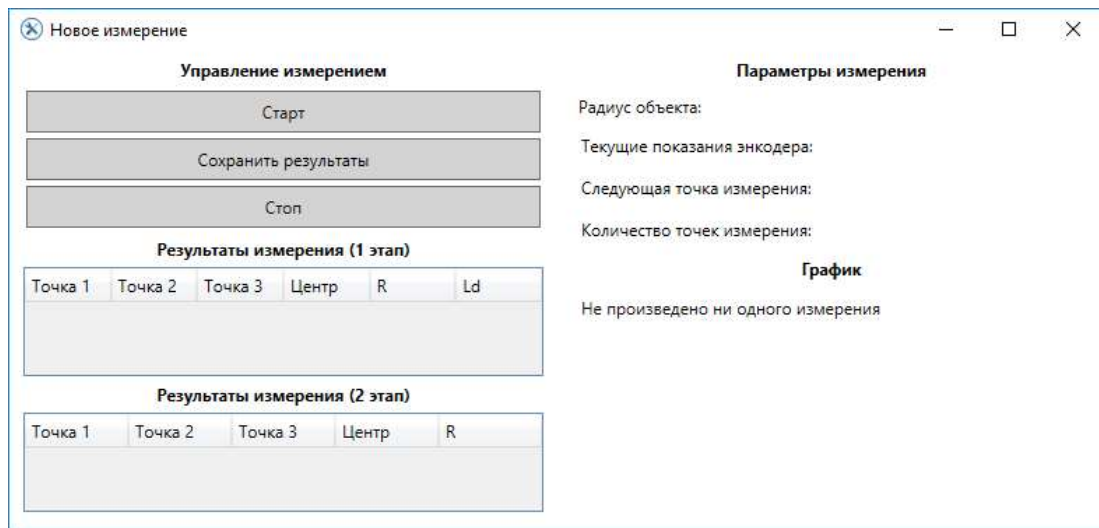 Новое измерение
Управление измерением
Старт
Сохранить результаты
Стоп
Результаты измерения (1 этап)
Точка 1 Точка 2 Точка 3 Центр R Ld
Результаты измерения (2 этап)
Точка 1 Точка 2 Точка 3 Центр R
Параметры измерения
Радиус объекта:
Текущие показания энкодера:
Следующая точка измерения:
Количество точек измерения:
График
Не произведено ни одного измерения